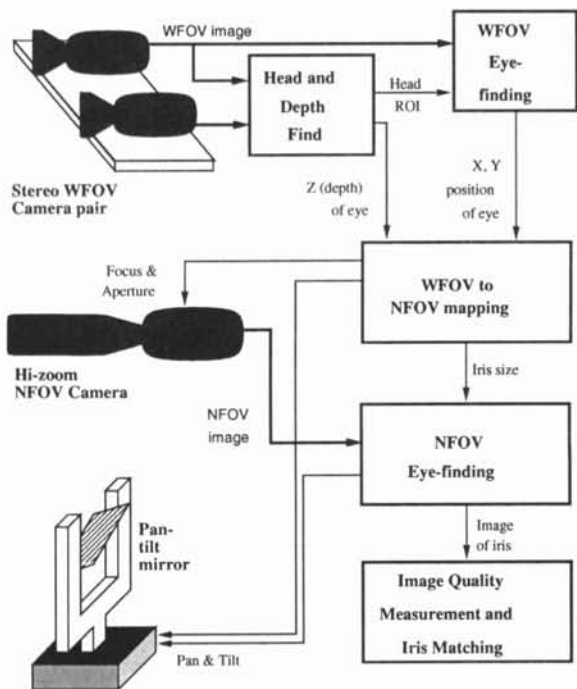 WFOV image
WFOV
Eye-
finding
Head and
Depth
Find
Head
ROI
Stereo WFOV
Camera pair
Z (depth)
of eye
X, Y
position
of eye
Focus &
Aperture
WFOV to
NFOV mapping
Hi-zoom
NFOV Camera
Iris size
NFOV
image
NFOV
Eye-finding
Pan-
tilt
mirror
Image
of iris
Image Quality
Measurement and
Iris Matching
Pan & Tilt